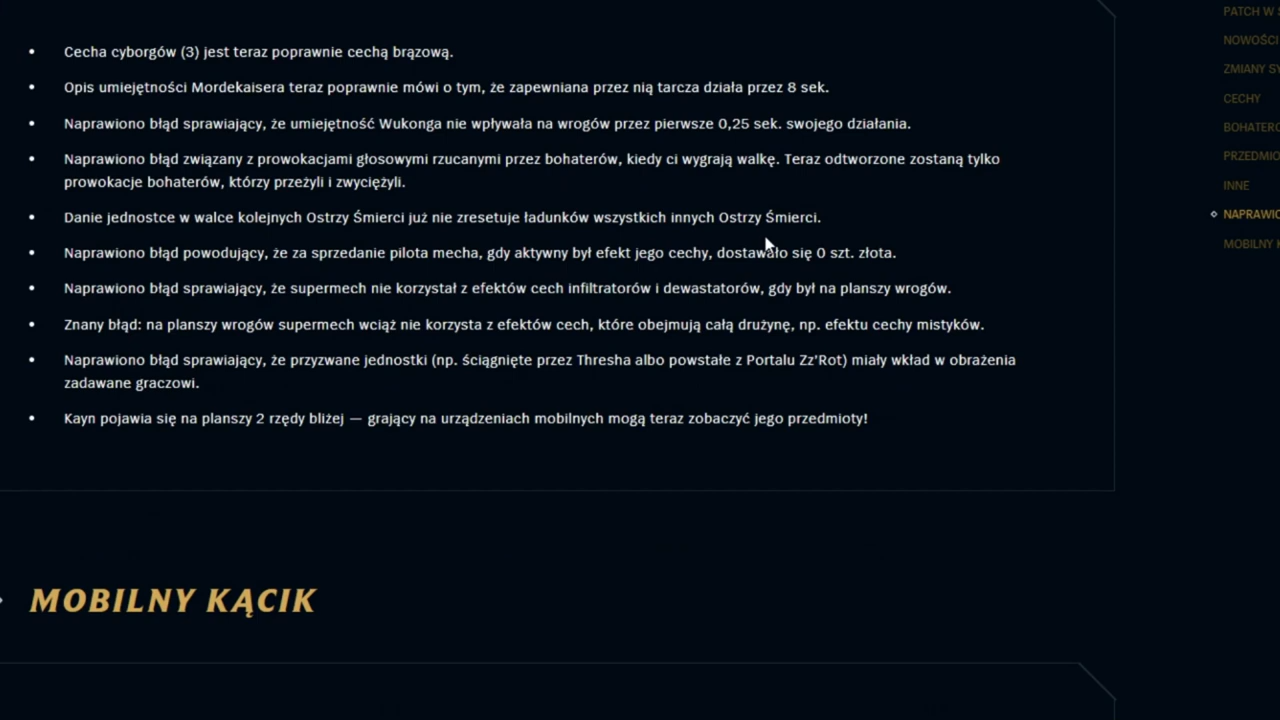 • Cecha cyborgów (3) jest teraz poprawnie cechą brązową.
• Opis umiejętności Mordekaisera teraz poprawnie mówi o tym, że zapewniana przez nią tarcza działa przez 8 sek.
• Naprawiono błąd sprawiający, że umiejętność Wukonga nie wpływała na wrogów przez pierwsze 0,25 sek. swojego działania.
• Naprawiono błąd związany z prowokacjami głosowymi rzucanymi przez bohaterów, kiedy ci wygrają walkę. Teraz odtworzone zostaną tylko
prowokacje bohaterów, którzy przeżyli i zwyciężyli.
• Danie jednostce w walce kolejnych Ostrzy Śmierci już nie zresetuje ładunków wszystkich innych Ostrzy Śmierci.
• Naprawiono błąd powodujący, że za sprzedanie pilota mecha, gdy aktywny był efekt jego cechy, dostawało się 0 szt. złota.
• Naprawiono błąd sprawiający, że supermech nie korzystał z efektów cech infiltratorów i dewastatorów, gdy był na planszy wrogów.
• Znany błąd: na planszy wrogów supermech wciąż nie korzysta z efektów cech, które obejmują całą drużynę, np. efektu cechy mistyków.
• Naprawiono błąd sprawiający, że przyzwane jednostki (np. ściągnięte przez Thresha albo powstałe z Portalu Zz'Rot) miały wkład w obrażenia
zadawane graczowi.
• Kayn pojawia się na planszy 2 rzędy bliżej — grający na urządzeniach mobilnych mogą teraz zobaczyć jego przedmioty!
MOBILNY KĄCIK
PATCH W
NOWOŚCI
ZMIANY
CECHY
INNE
MOBILNY